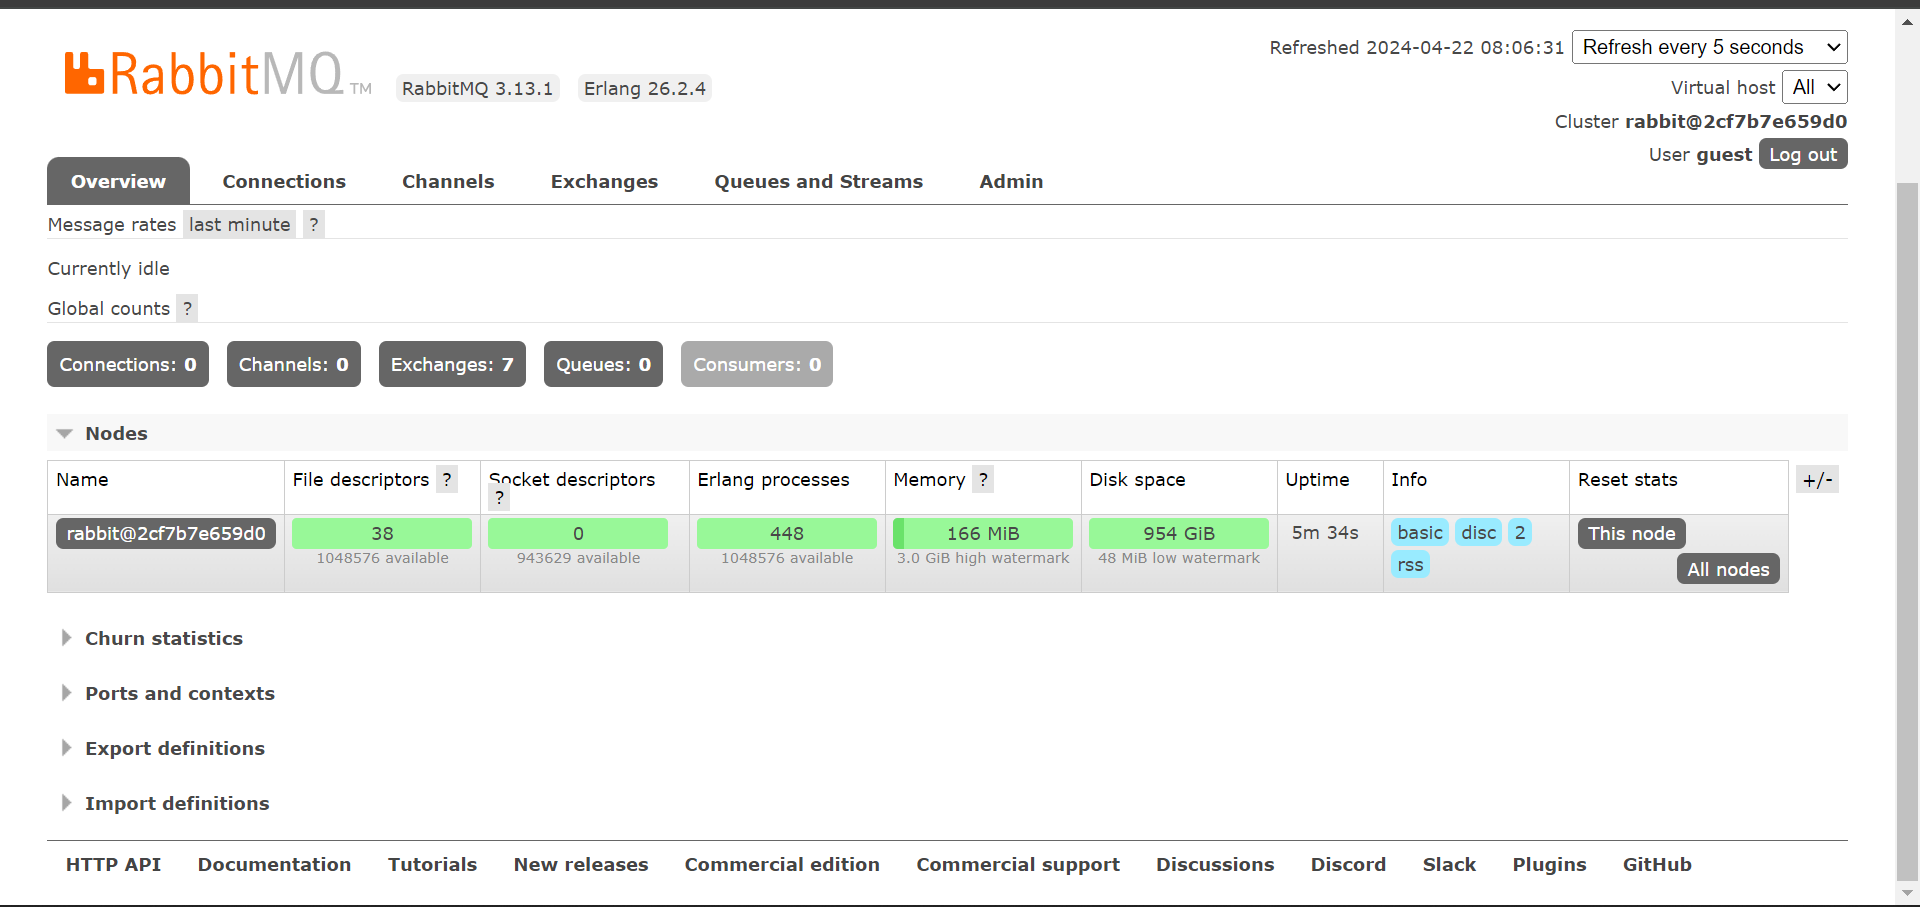 Refreshed 2024-04-22 08:06:31 Refresh every 5 seconds
RabbitMQ TM RabbitMQ 3.13.1 Erlang 26.2.4
Virtual host All
Cluster rabbit@2cf7b7e659d0
User guest Log out
Overview Connections Channels Exchanges Queues and Streams Admin
Message rates last minute ?
Currently idle
Global counts ?
Connections: 0 Channels: 0 Exchanges: 7 Queues: 0 Consumers: 0
Nodes
Name File descriptors ? Socket descriptors ? Erlang processes Memory ? Disk space Uptime Info Reset stats +/-
rabbit@2cf7b7e659d0 38 0 448 166 MiB 954 GiB 5m 34s basic disc 2 This node
1048576 available 943629 available 1048576 available 3.0 GiB high watermark 48 MiB low watermark rss All nodes
Churn statistics
Ports and contexts
Export definitions
Import definitions
HTTP API Documentation Tutorials New releases Commercial edition Commercial support Discussions Discord Slack Plugins GitHub